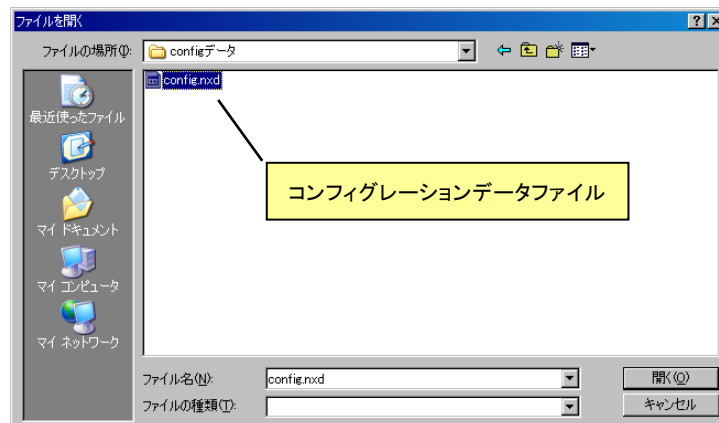 ファイルを開く
ファイルの場所(I):
configデータ
config.nxd
最近使ったファイル
デスクトップ
マイ ドキュメント
マイ コンピュータ
マイ ネットワーク
コンフィグレーションデータファイル
ファイル名(N):
config.nxd
開く(O)
ファイルの種類(T):
キャンセル